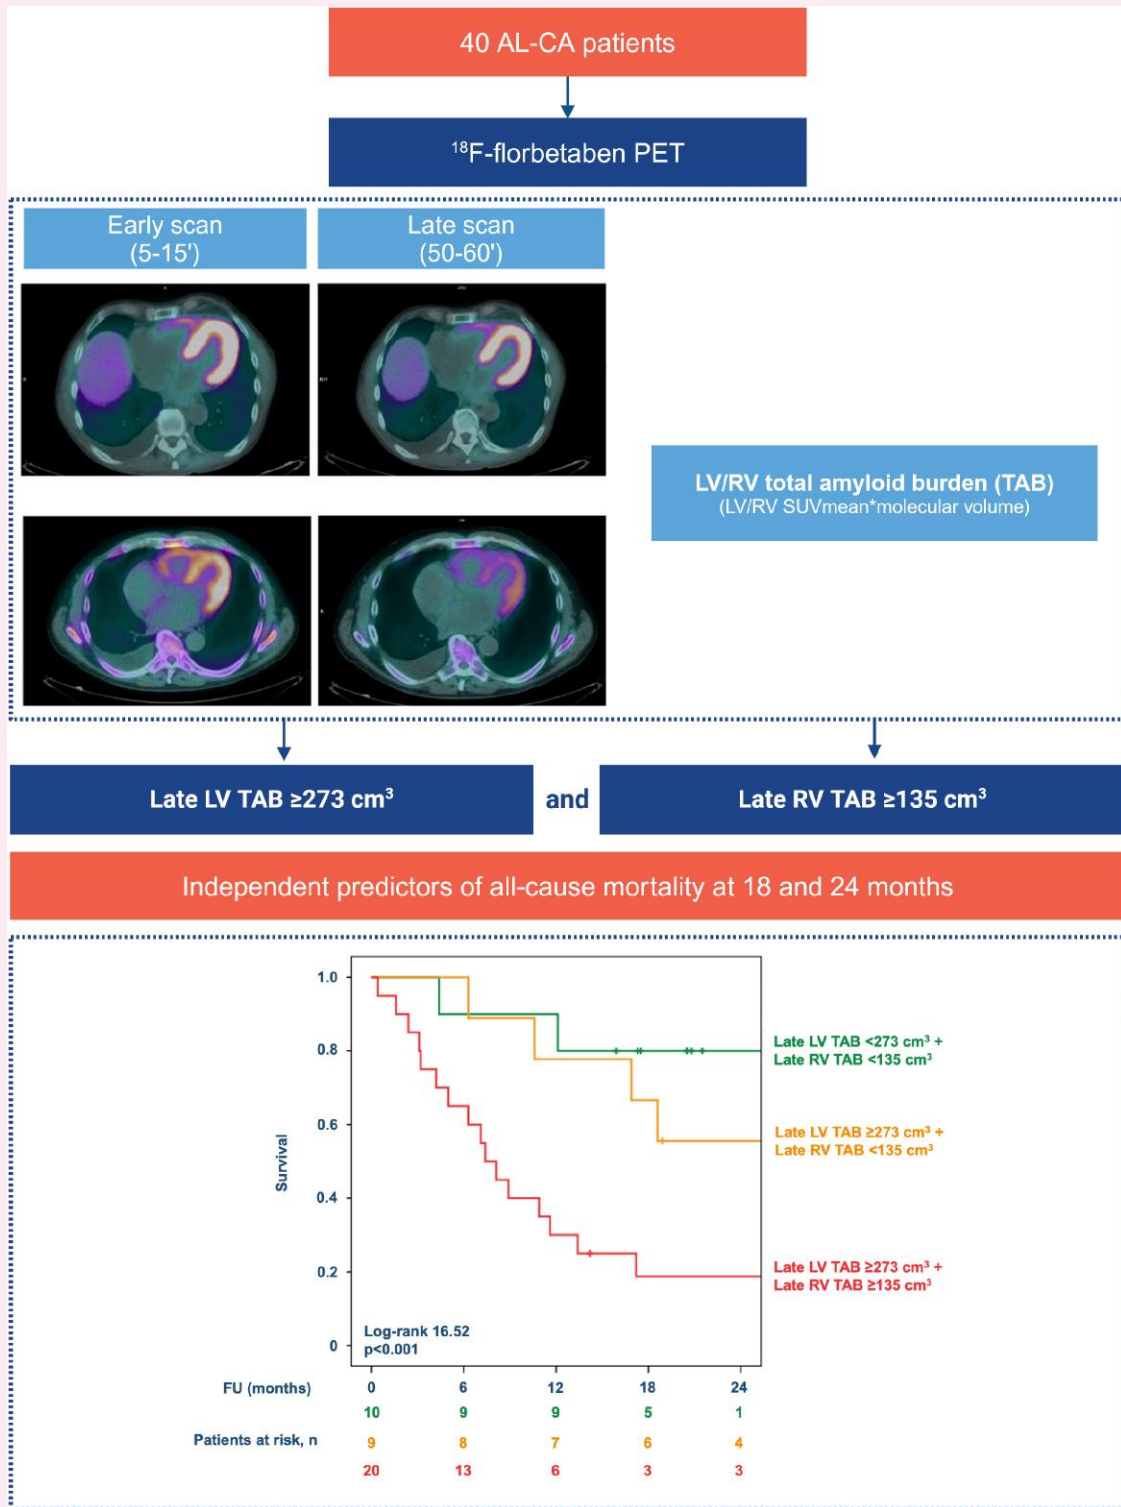 40 AL-CA patients
¹⁸F-florbetaben PET
Early scan
(5-15')
Late scan
(50-60')
LV/RV total amyloid burden (TAB)
(LV/RV SUVmean*molecular volume)
Late LV TAB ≥273 cm³
and
Late RV TAB ≥135 cm³
Independent predictors of all-cause mortality at 18 and 24 months
Survival
1.0
0.8
0.6
0.4
0.2
0
Late LV TAB <273 cm³ +
Late RV TAB <135 cm³
Late LV TAB ≥273 cm³ +
Late RV TAB <135 cm³
Late LV TAB ≥273 cm³ +
Late RV TAB ≥135 cm³
Log-rank 16.52
p<0.001
FU (months) 0 6 12 18 24
10 9 9 5 1
Patients at risk, n 9 8 7 6 4
20 13 6 3 3